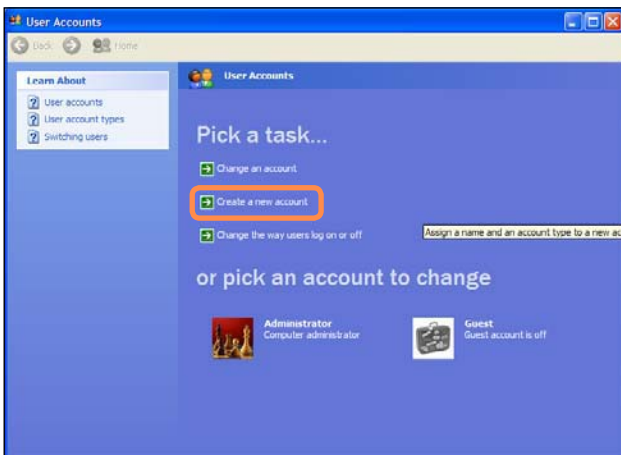 User Accounts
Back Home
Learn About
User accounts
User account types
Switching users
User Accounts
Pick a task...
Change an account
Create a new account
Change the way users log on or off
Assign a name and an account type to a new ac
or pick an account to change
Administrator
Computer administrator
Guest
Guest account is off